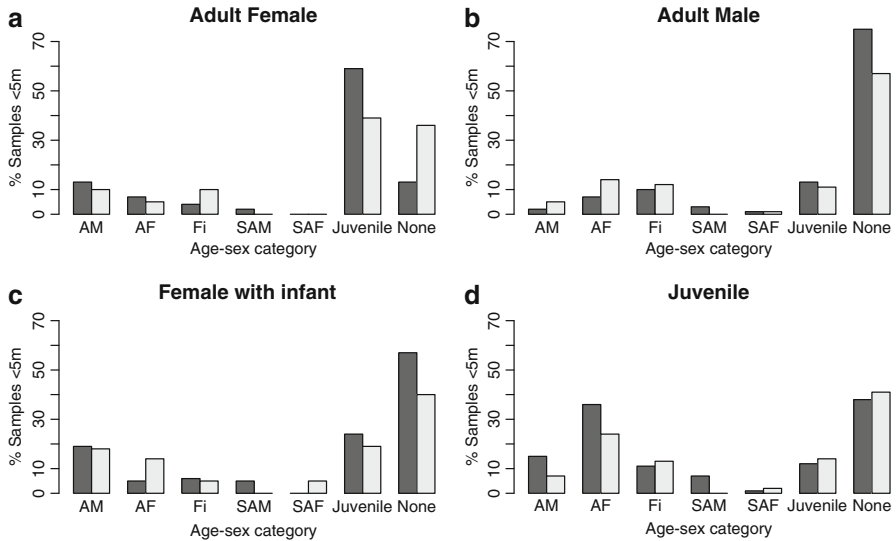 a
Adult Female
% Samples <5m
0 10 30 50 70
AM AF Fi SAM SAF Juvenile None
Age-sex category
b
Adult Male
% Samples <5m
0 10 30 50 70
AM AF Fi SAM SAF Juvenile None
Age-sex category
c
Female with infant
% Samples <5m
0 10 30 50 70
AM AF Fi SAM SAF Juvenile None
Age-sex category
d
Juvenile
% Samples <5m
0 10 30 50 70
AM AF Fi SAM SAF Juvenile None
Age-sex category